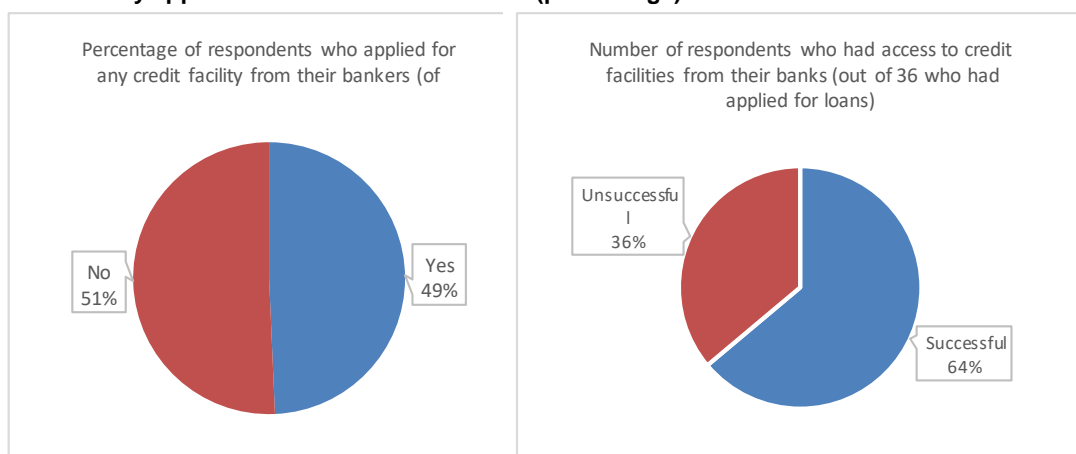 Percentage of respondents who applied for
any credit facility from their bankers (of
No
51%
Yes
49%
Number of respondents who had access to credit
facilities from their banks (out of 36 who had
applied for loans)
Unsuccessfu
l
36%
Successful
64%